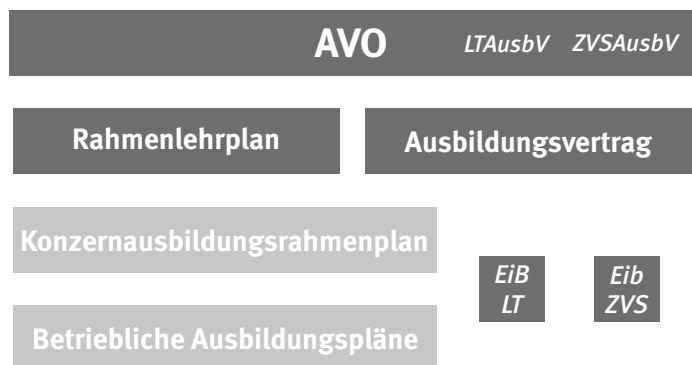 AVO LTAusbV ZVSAusbV
Rahmenlehrplan Ausbildungsvertrag
Konzernausbildungsrahmenplan
EiB Eib
LT ZVS
Betriebliche Ausbildungspläne